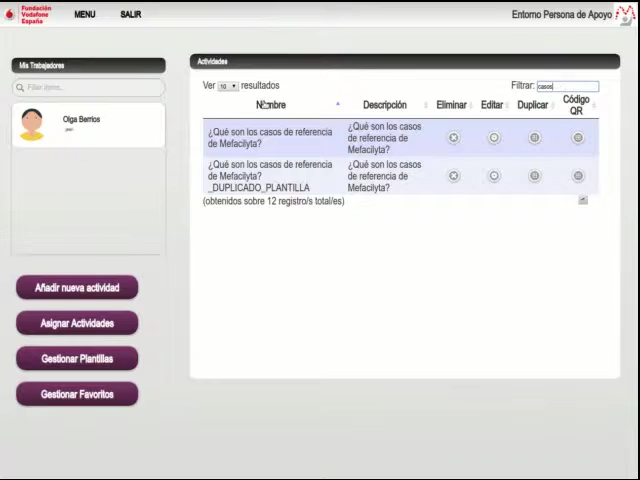 Fundación
Vodafone
España
MENU SALIR
Entorno Persona de Apoyo
Mis Trabajadores
Filter items...
Olga Berrios
Actividades
Ver 10 resultados
Filtrar: casos
Nombre Descripción Eliminar Editar Duplicar Código QR
¿Qué son los casos de referencia
de Mefacilyta?
¿Qué son los casos
de referencia de
Mefacilyta?
¿Qué son los casos de referencia
de Mefacilyta?
_DUPLICADO_PLANTILLA
¿Qué son los casos
de referencia de
Mefacilyta?
(obtenidos sobre 12 registro/s total/es)
Añadir nueva actividad
Asignar Actividades
Gestionar Plantillas
Gestionar Favoritos